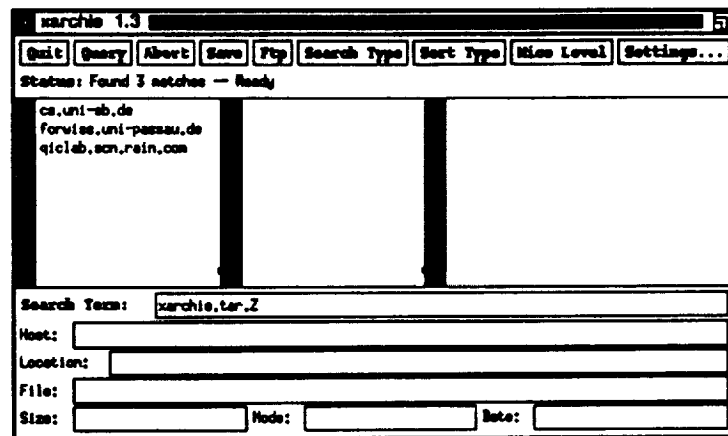 xarchie 1.3
Quit Query Abort Save Ftp Search Type Sort Type Nice Level Settings...
Status: Found 3 matches — Ready
cs.uni-sb.de
forwiss.uni-passau.de
qiclab.scn.rain.com
Search Term: xarchie.tar.Z
Host:
Location:
File:
Size: Mode: Date: